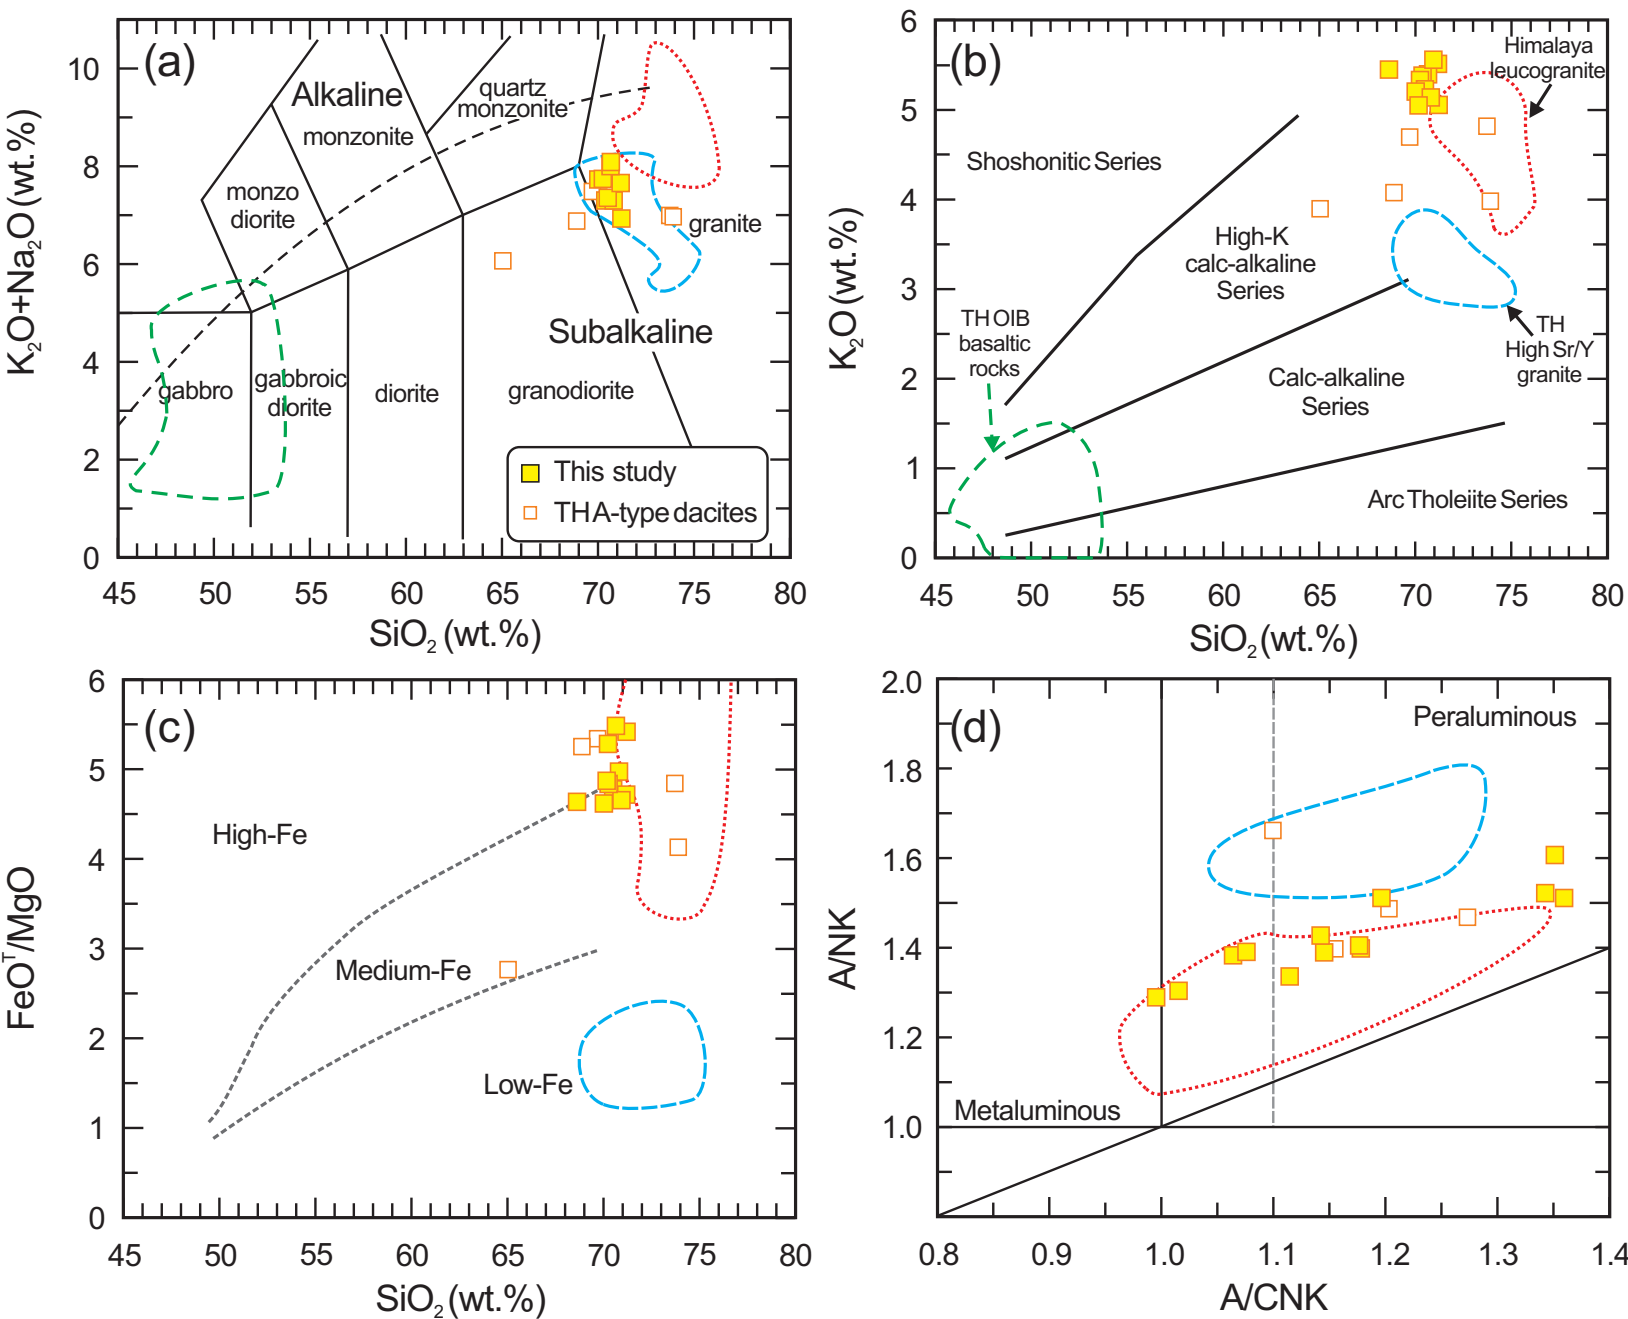 (a)
Alkaline
monzonite
quartz
monzonite
monzo
diorite
granite
Subalkaline
gabbro
gabbroic
diorite
diorite
granodiorite
This study
TH A-type dacites
10
8
6
4
2
0
45 50 55 60 65 70 75 80
K₂O+Na₂O (wt.%)
SiO₂ (wt.%)
(b)
Himalaya
leucogranite
Shoshonitic Series
High-K
calc-alkaline
Series
TH OIB
basaltic
rocks
TH
High Sr/Y
granite
Calc-alkaline
Series
Arc Tholeiite Series
6
5
4
3
2
1
0
45 50 55 60 65 70 75 80
K₂O (wt.%)
SiO₂ (wt.%)
(c)
High-Fe
Medium-Fe
Low-Fe
6
5
4
3
2
1
0
45 50 55 60 65 70 75 80
FeOᵀ/MgO
SiO₂ (wt.%)
(d)
Peraluminous
Metaluminous
2.0
1.8
1.6
1.4
1.2
1.0
0.8 0.9 1.0 1.1 1.2 1.3 1.4
A/NK
A/CNK